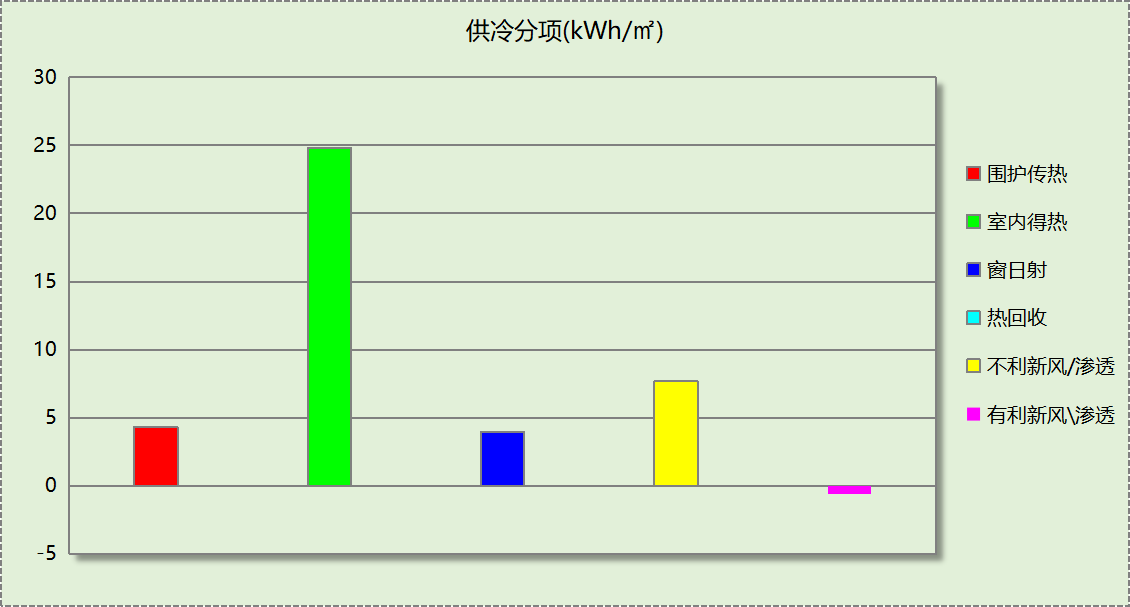 供冷分项(kWh/㎡)
30
25
20
15
10
5
0
-5
围护传热
室内得热
窗日射
热回收
不利新风/渗透
有利新风\渗透